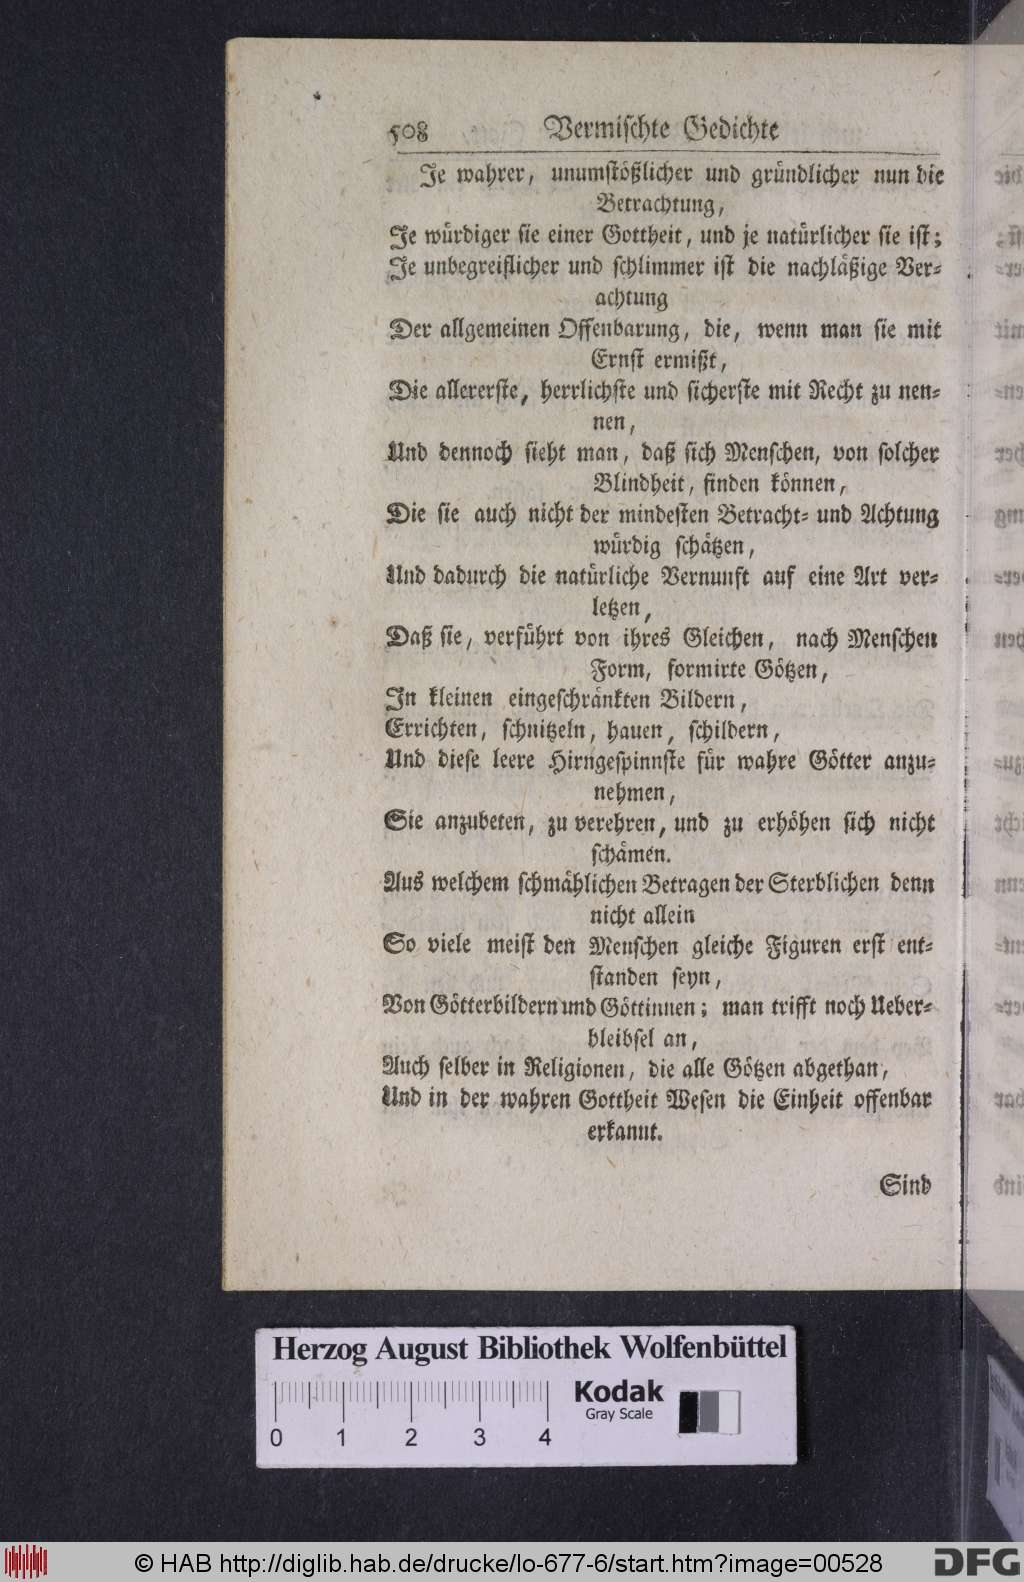 508 Vermischte Gedichte
Je wahrer, unumstößlicher und gründlicher nun die
Betrachtung,
Je würdiger sie einer Gottheit, und je natürlicher sie ist;
Je unbegreiflicher und schlimmer ist die nachläßige Ver-
achtung
Der allgemeinen Offenbarung, die, wenn man sie mit
Ernst ermißt,
Die allererste, herrlichste und sicherste mit Recht zu nen-
nen,
Und dennoch sieht man, daß sich Menschen, von solcher
Blindheit, finden können,
Die sie auch nicht der mindesten Betracht- und Achtung
würdig schätzen,
Und dadurch die natürliche Vernunft auf eine Art ver-
letzen,
Daß sie, verführt von ihres Gleichen, nach Menschen
Form, formirte Götzen,
In kleinen eingeschränkten Bildern,
Errichten, schnitzeln, hauen, schildern,
Und diese leere Hirngespinnste für wahre Götter anzu-
nehmen,
Sie anzubeten, zu verehren, und zu erhöhen sich nicht
schämen.
Aus welchem schmählichen Betragen der Sterblichen denn
nicht allein
So viele meist den Menschen gleiche Figuren erst ent-
standen seyn,
Von Götterbildern und Göttinnen; man trifft noch Ueber-
bleibsel an,
Auch selber in Religionen, die alle Götzen abgethan,
Und in der wahren Gottheit Wesen die Einheit offenbar
erkannt.
Sind
Herzog August Bibliothek Wolfenbüttel
Kodak
Gray Scale
0 1 2 3 4
© HAB http://diglib.hab.de/drucke/lo-677-6/start.htm?image=00528
DFG